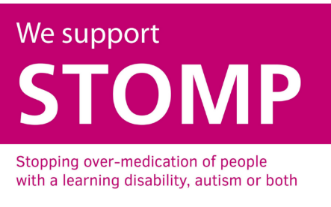 We support
STOMP
Stopping over-medication of people
with a learning disability, autism or both